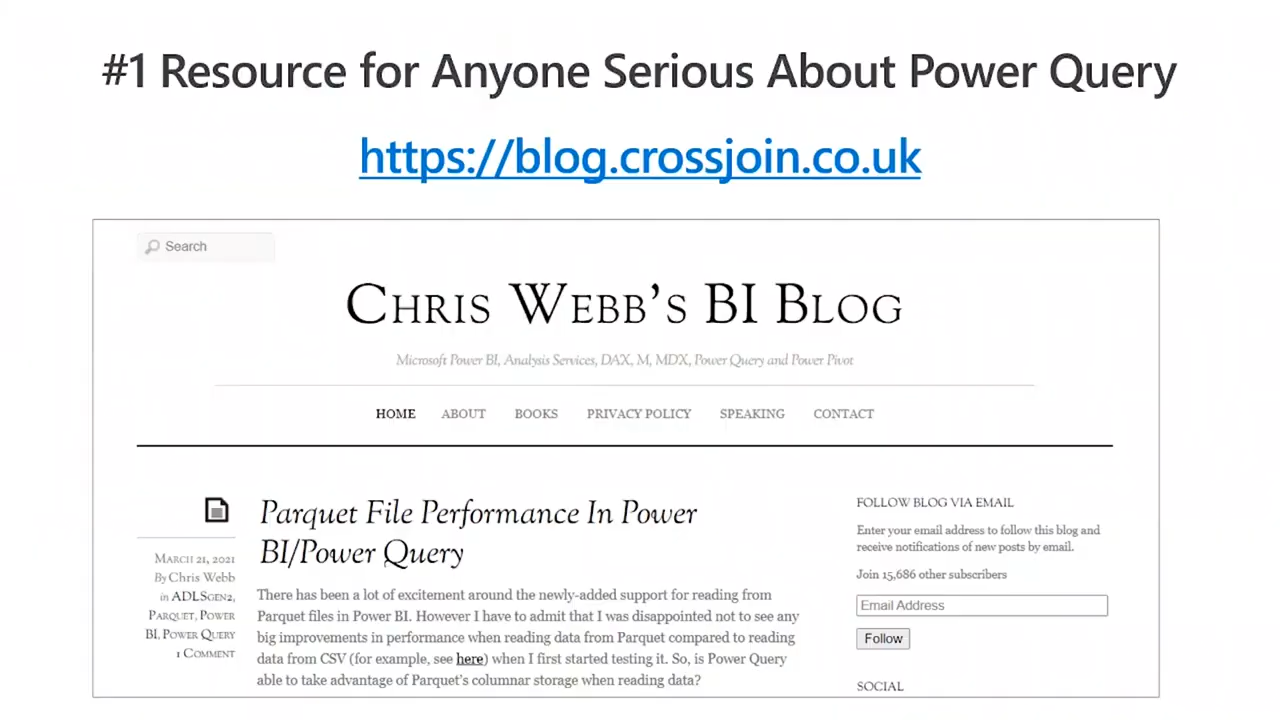 #1 Resource for Anyone Serious About Power Query
https://blog.crossjoin.co.uk
Search
Chris Webb's BI Blog
Microsoft Power BI, Analysis Services, DAX, M, MDX, Power Query and Power Pivot
HOME ABOUT BOOKS PRIVACY POLICY SPEAKING CONTACT
Parquet File Performance In Power
BI/Power Query
March 21, 2021
By Chris Webb
in ADLSgen2,
Parquet, Power
BI, Power Query
1 Comment
There has been a lot of excitement around the newly-added support for reading from
Parquet files in Power BI. However I have to admit that I was disappointed not to see any
big improvements in performance when reading data from Parquet compared to reading
data from CSV (for example, see here) when I first started testing it. So, is Power Query
able to take advantage of Parquet's columnar storage when reading data?
FOLLOW BLOG VIA EMAIL
Enter your email address to follow this blog and
receive notifications of new posts by email.
Join 15,686 other subscribers
Email Address
Follow
SOCIAL